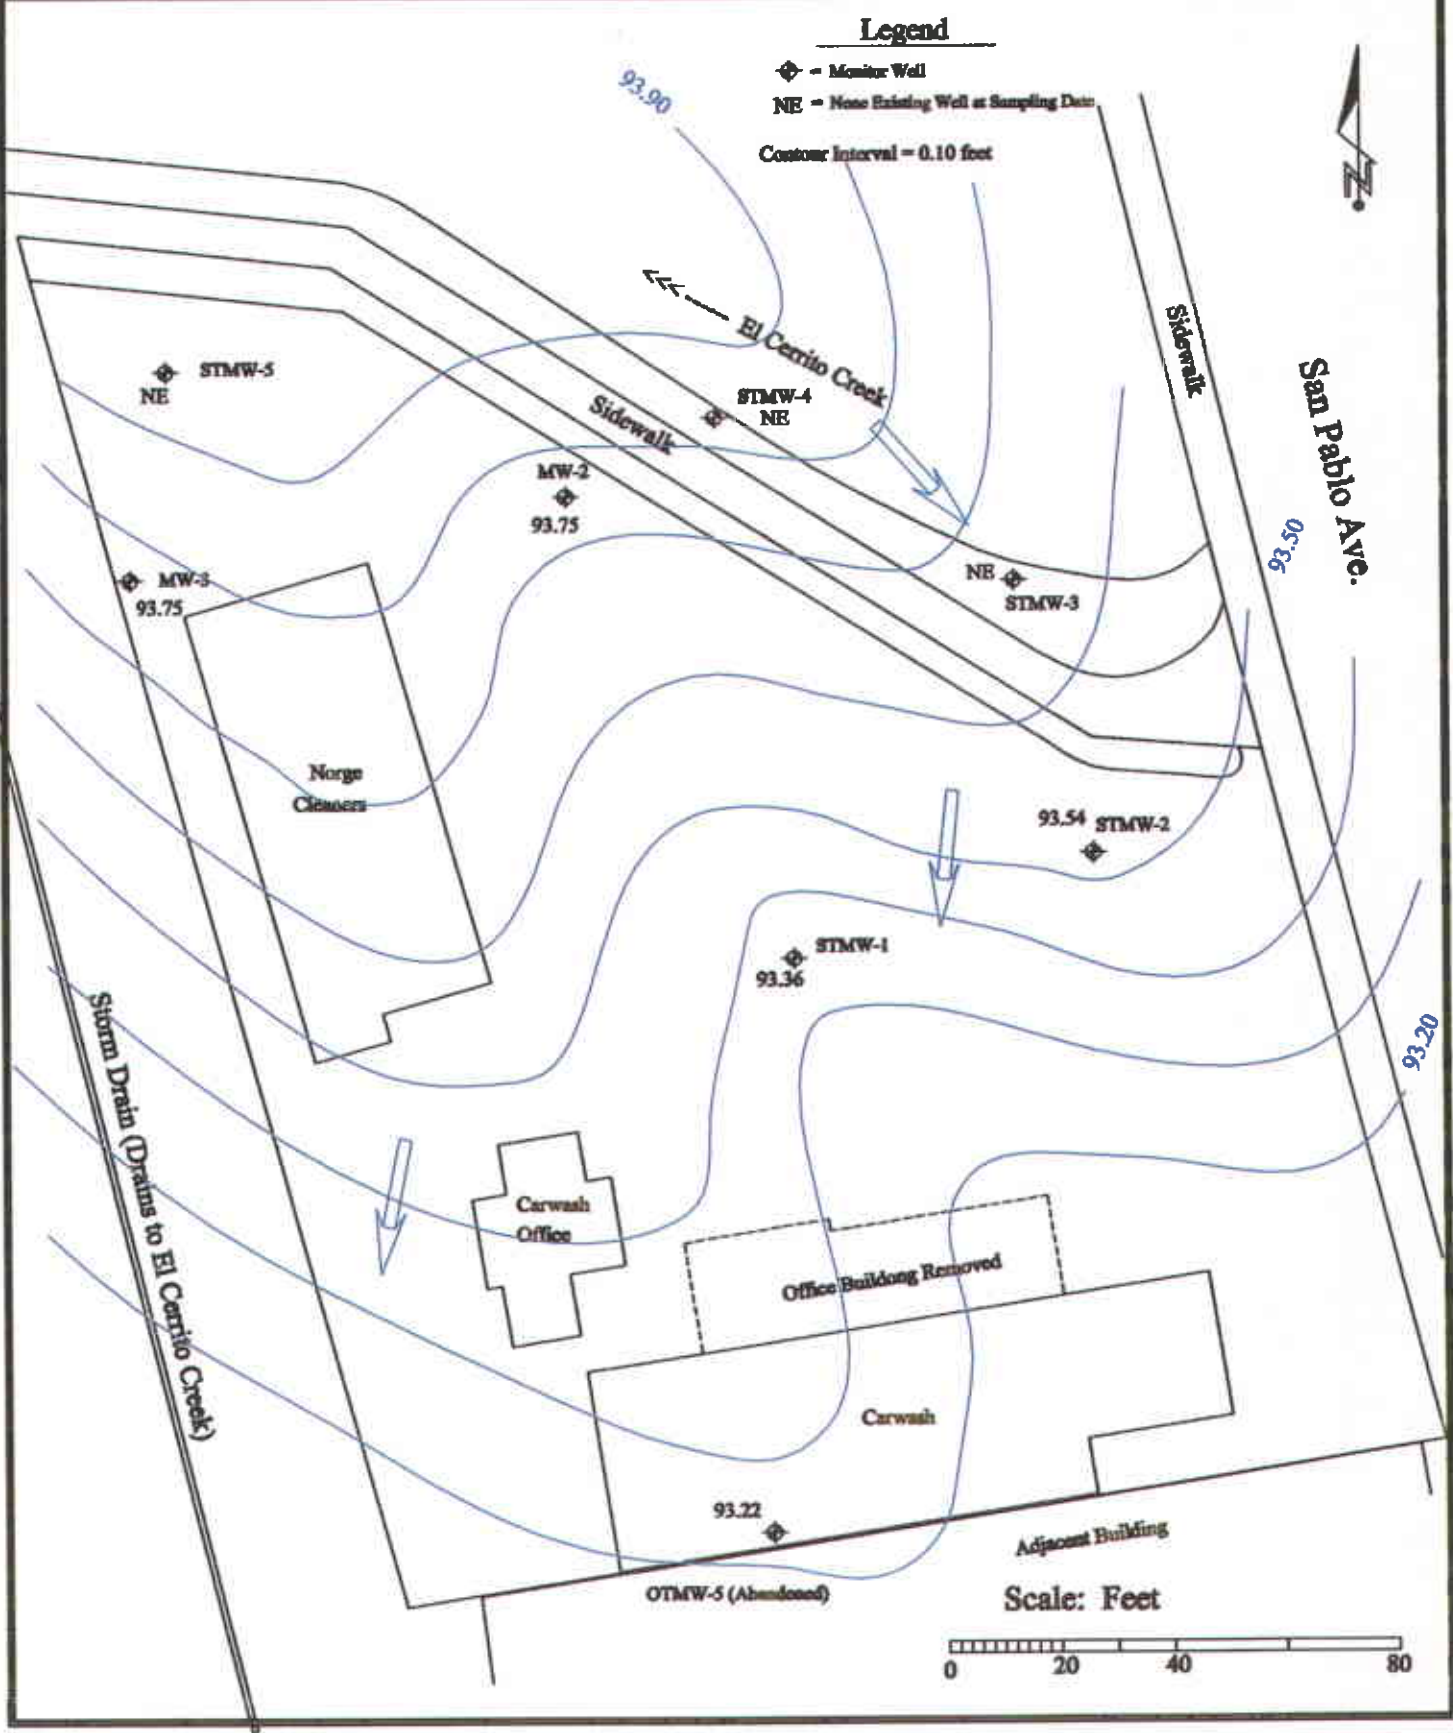 Legend
= Monitor Well
NE = None Existing Well at Sampling Date
Contour Interval = 0.10 feet
93.90
El Cerrito Creek
Sidewalk
San Pablo Ave.
STMW-5
NE
STMW-4
NE
Sidewalk
MW-2
93.75
93.50
NE
STMW-3
MW-3
93.75
Norge
Cleaners
93.54 STMW-2
STMW-1
93.36
93.20
Storm Drain (Drains to El Cerrito Creek)
Carwash
Office
Office Buildong Removed
Carwash
93.22
Adjacent Building
OTMW-5 (Abandoned)
Scale: Feet
0 20 40 80